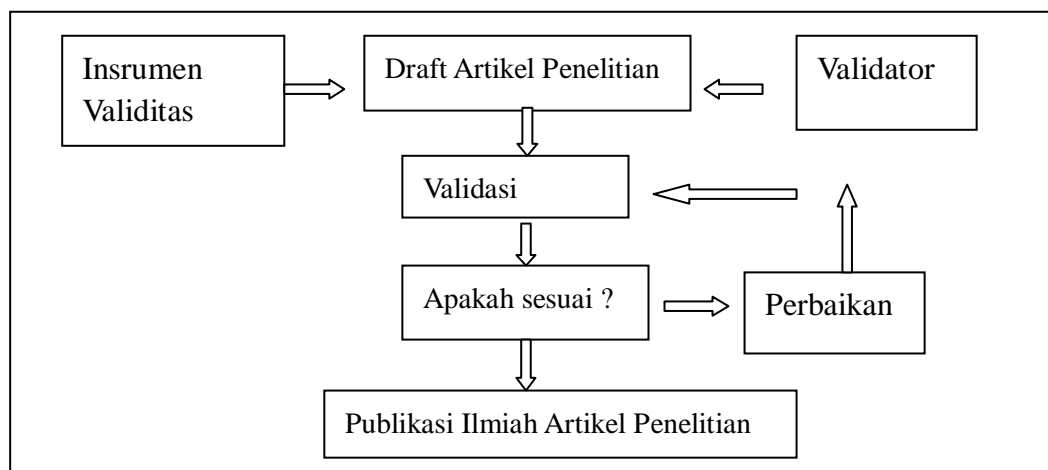 Insrumen
Validitas
Draft Artikel Penelitian
Validator
Validasi
Apakah sesuai ?
Perbaikan
Publikasi Ilmiah Artikel Penelitian